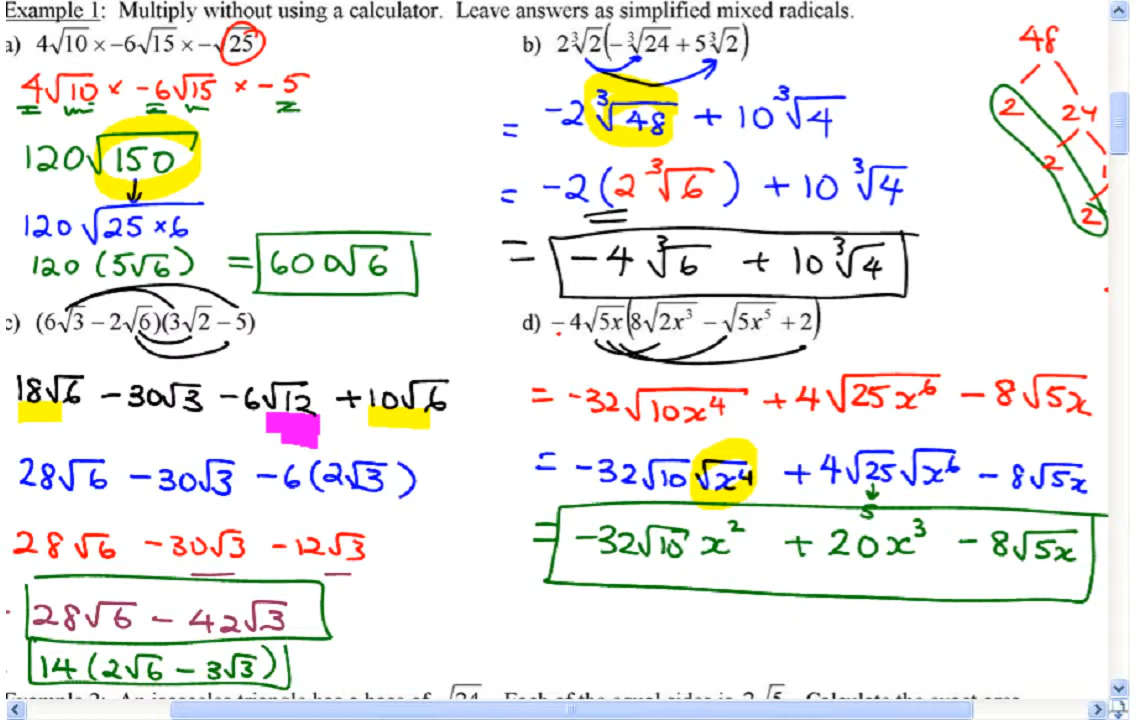 Example 1: Multiply without using a calculator. Leave answers as simplified mixed radicals.
a) 4√10 × −6√15 × −√25
4√10 × −6√15 × −5
120√150
120√25 × 6
120 (5√6) = 600√6
b) 2∛2(−∛24 + 5∛2)
= −2∛48 + 10∛4
= −2(2∛6) + 10∛4
= −4∛6 + 10∛4
48
2 24
2 1
2
c) (6√3 − 2√6)(3√2 − 5)
18√6 − 30√3 − 6√12 + 10√6
28√6 − 30√3 − 6(2√3)
28√6 − 30√3 − 12√3
28√6 − 42√3
14(2√6 − 3√3)
d) −4√5x(8√2x³ − √5x⁵ + 2)
= −32√10x⁴ + 4√25x⁶ − 8√5x
= −32√10 √x⁴ + 4√25 √x⁶ − 8√5x
5
= −32√10 x² + 20x³ − 8√5x